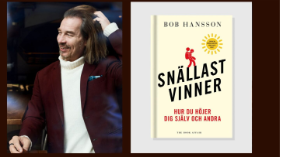 BOB HANSSON
SNÄLLAST
VINNER
HUR DU HÖJER
DIG SJÄLV OCH ANDRA